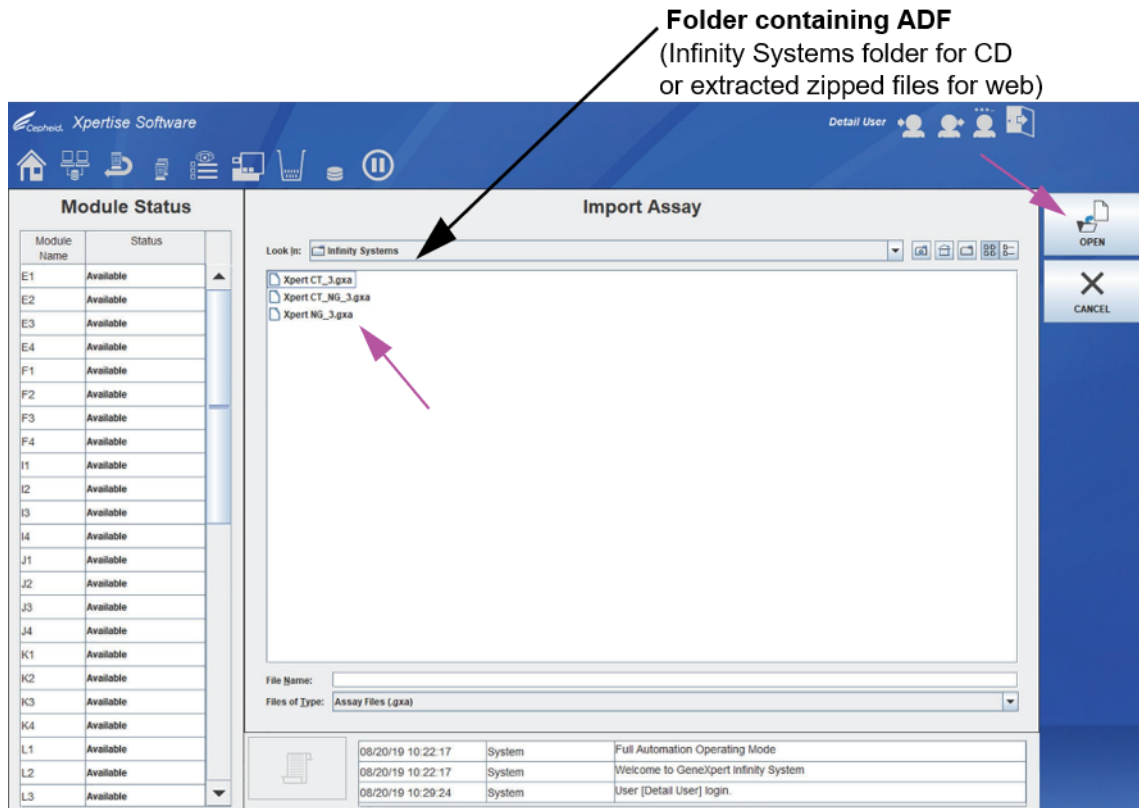 Folder containing ADF
(Infinity Systems folder for CD
or extracted zipped files for web)
Cepheid. Xpertise Software
Detail User
Module Status
Module Name Status
E1 Available
E2 Available
E3 Available
E4 Available
F1 Available
F2 Available
F3 Available
F4 Available
I1 Available
I2 Available
I3 Available
I4 Available
J1 Available
J2 Available
J3 Available
J4 Available
K1 Available
K2 Available
K3 Available
K4 Available
L1 Available
L2 Available
L3 Available
Import Assay
Look In: Infinity Systems
Xpert CT_3.gxa
Xpert CT_NG_3.gxa
Xpert NG_3.gxa
File Name:
Files of Type: Assay Files (.gxa)
OPEN
CANCEL
08/20/19 10:22:17 System Full Automation Operating Mode
08/20/19 10:22:17 System Welcome to GeneXpert Infinity System
08/20/19 10:29:24 System User [Detail User] login.